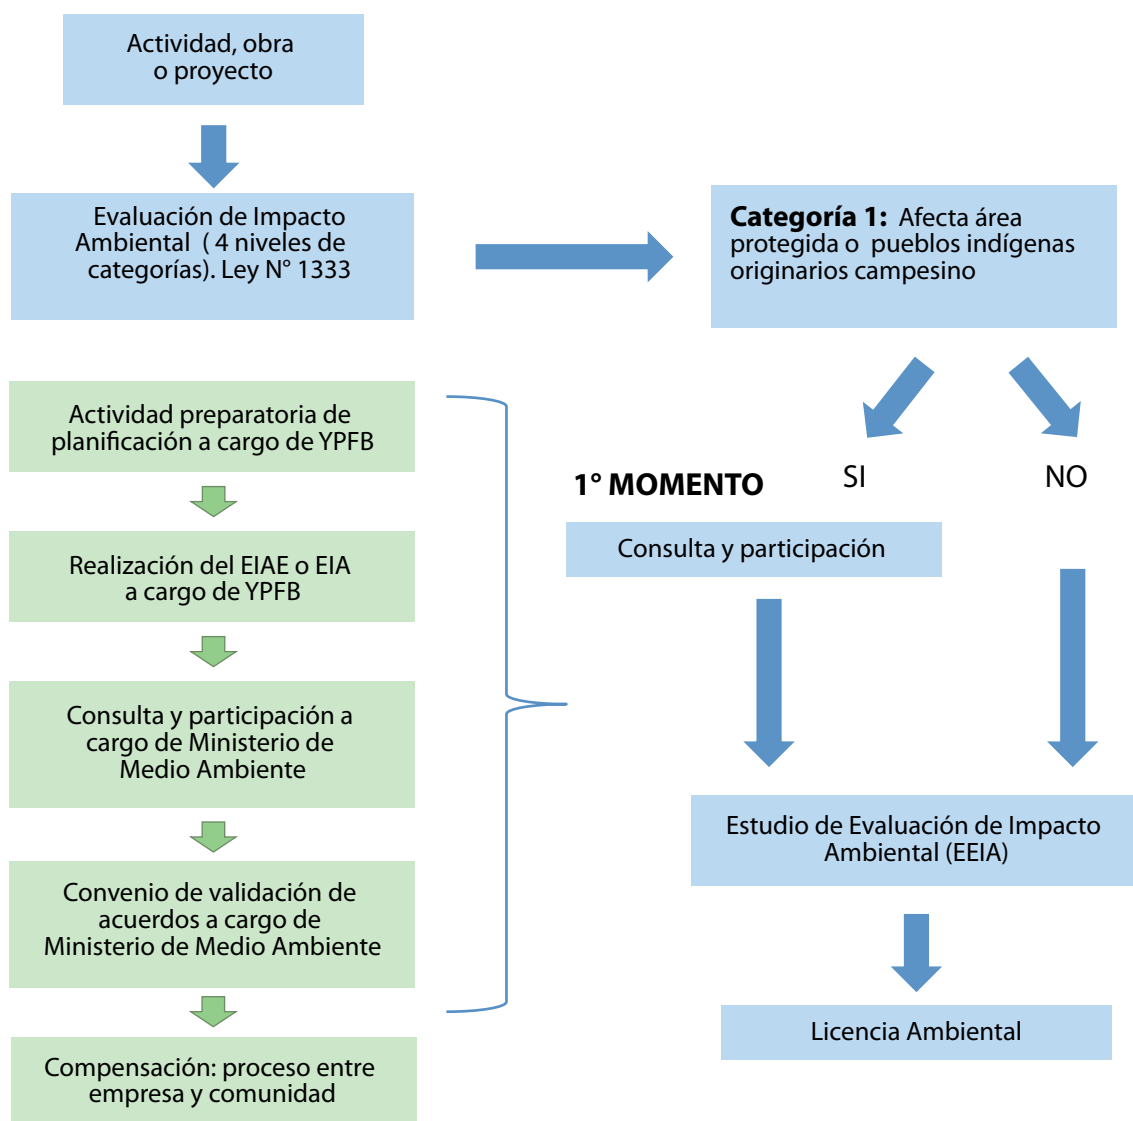 Actividad, obra
o proyecto
Evaluación de Impacto
Ambiental ( 4 niveles de
categorías). Ley N° 1333
Categoría 1: Afecta área
protegida o pueblos indígenas
originarios campesino
Actividad preparatoria de
planificación a cargo de YPFB
Realización del EIAE o EIA
a cargo de YPFB
Consulta y participación a
cargo de Ministerio de
Medio Ambiente
Convenio de validación de
acuerdos a cargo de
Ministerio de Medio Ambiente
Compensación: proceso entre
empresa y comunidad
1° MOMENTO
SI
NO
Consulta y participación
Estudio de Evaluación de Impacto
Ambiental (EEIA)
Licencia Ambiental